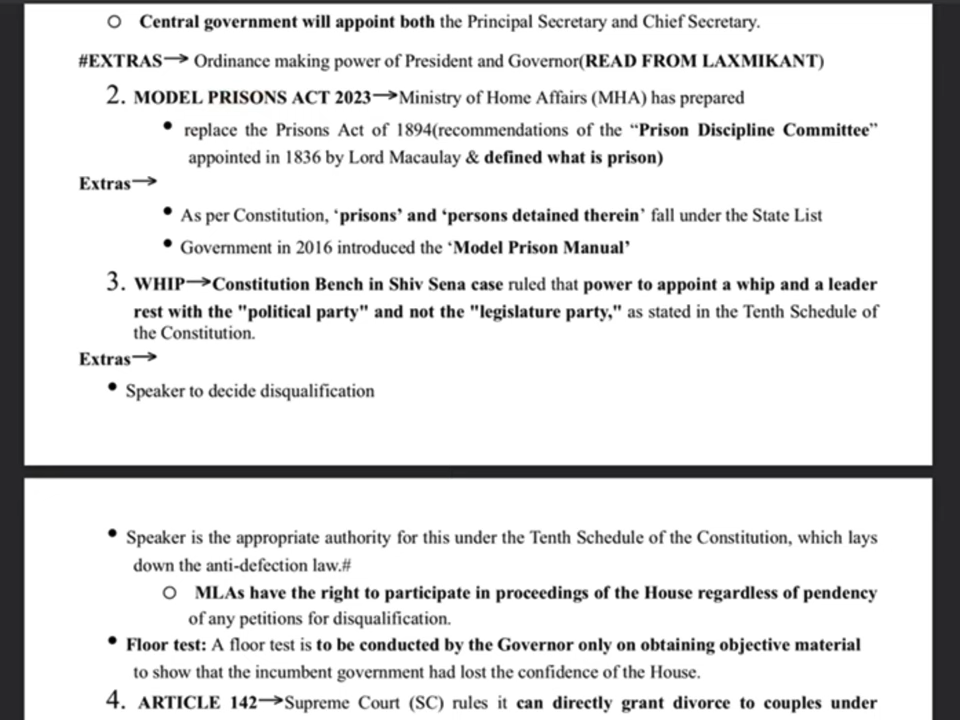 ○ Central government will appoint both the Principal Secretary and Chief Secretary.
#EXTRAS→ Ordinance making power of President and Governor(READ FROM LAXMIKANT)
2. MODEL PRISONS ACT 2023→Ministry of Home Affairs (MHA) has prepared
● replace the Prisons Act of 1894(recommendations of the “Prison Discipline Committee”
appointed in 1836 by Lord Macaulay & defined what is prison)
Extras→
● As per Constitution, ‘prisons’ and ‘persons detained therein’ fall under the State List
● Government in 2016 introduced the ‘Model Prison Manual’
3. WHIP→Constitution Bench in Shiv Sena case ruled that power to appoint a whip and a leader
rest with the "political party" and not the "legislature party," as stated in the Tenth Schedule of
the Constitution.
Extras→
● Speaker to decide disqualification
● Speaker is the appropriate authority for this under the Tenth Schedule of the Constitution, which lays
down the anti-defection law.#
○ MLAs have the right to participate in proceedings of the House regardless of pendency
of any petitions for disqualification.
● Floor test: A floor test is to be conducted by the Governor only on obtaining objective material
to show that the incumbent government had lost the confidence of the House.
4. ARTICLE 142→Supreme Court (SC) rules it can directly grant divorce to couples under